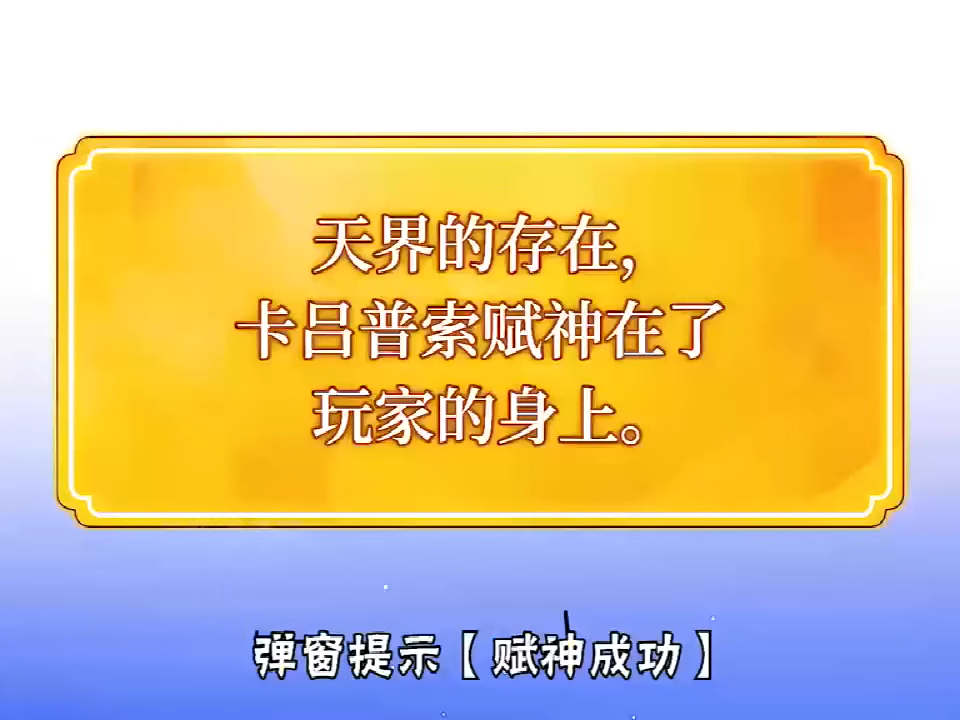 天界的存在,
卡吕普索赋神在了
玩家的身上。
弹窗提示【赋神成功】